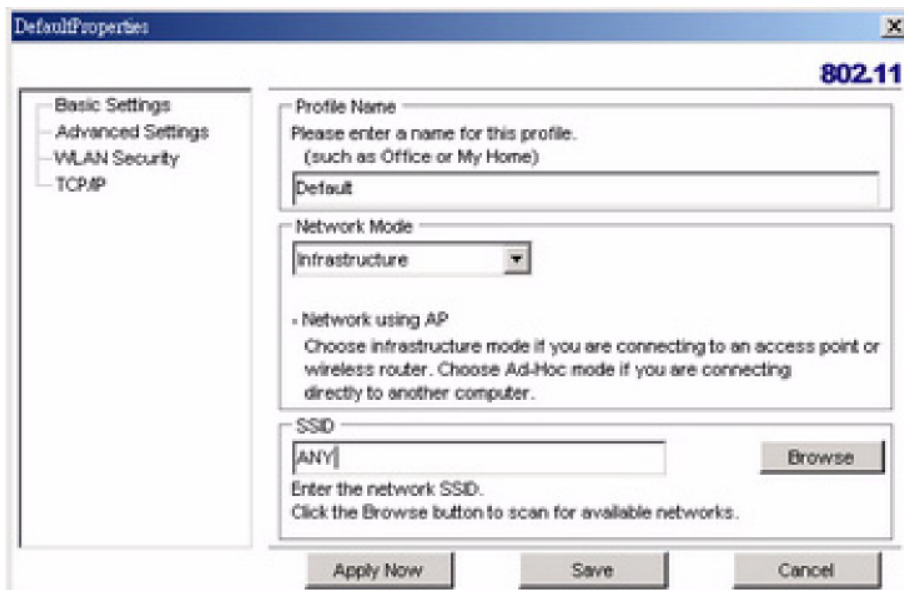 DefaultProperties
802.11
Basic Settings
Advanced Settings
WLAN Security
TCP/IP
Profile Name
Please enter a name for this profile.
(such as Office or My Home)
Default
Network Mode
Infrastructure
- Network using AP
Choose infrastructure mode if you are connecting to an access point or
wireless router. Choose Ad-Hoc mode if you are connecting
directly to another computer.
SSID
ANY
Browse
Enter the network SSID.
Click the Browse button to scan for available networks.
Apply Now
Save
Cancel